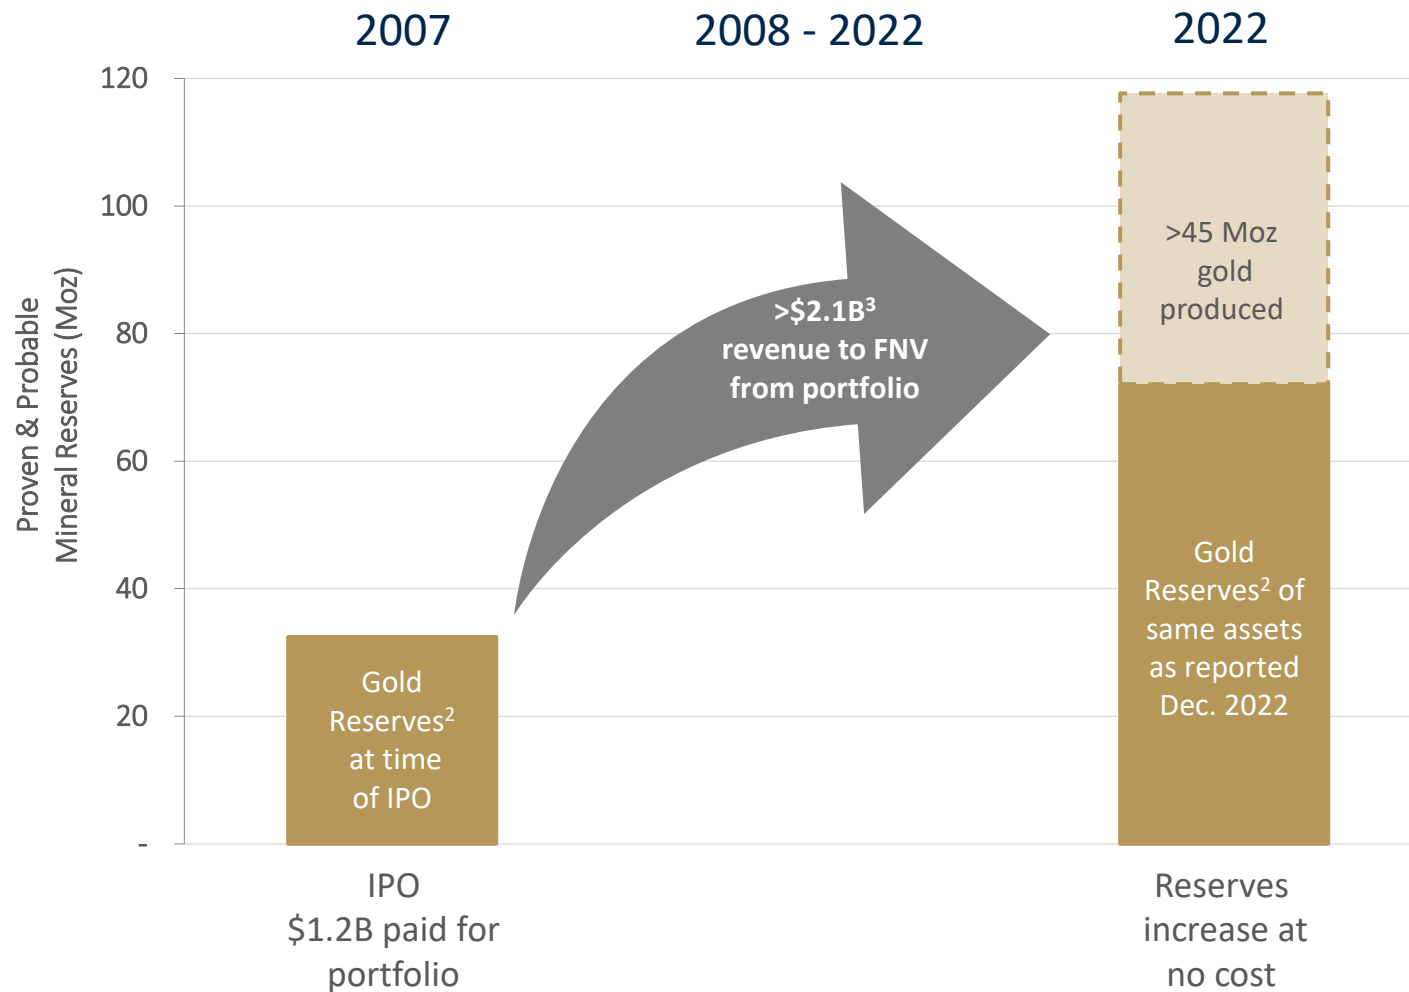 2007
2008 - 2022
2022
Proven & Probable
Mineral Reserves (Moz)
120
100
80
60
40
20
-
Gold
Reserves²
at time
of IPO
>$2.1B³
revenue to FNV
from portfolio
>45 Moz
gold
produced
Gold
Reserves² of
same assets
as reported
Dec. 2022
IPO
$1.2B paid for
portfolio
Reserves
increase at
no cost